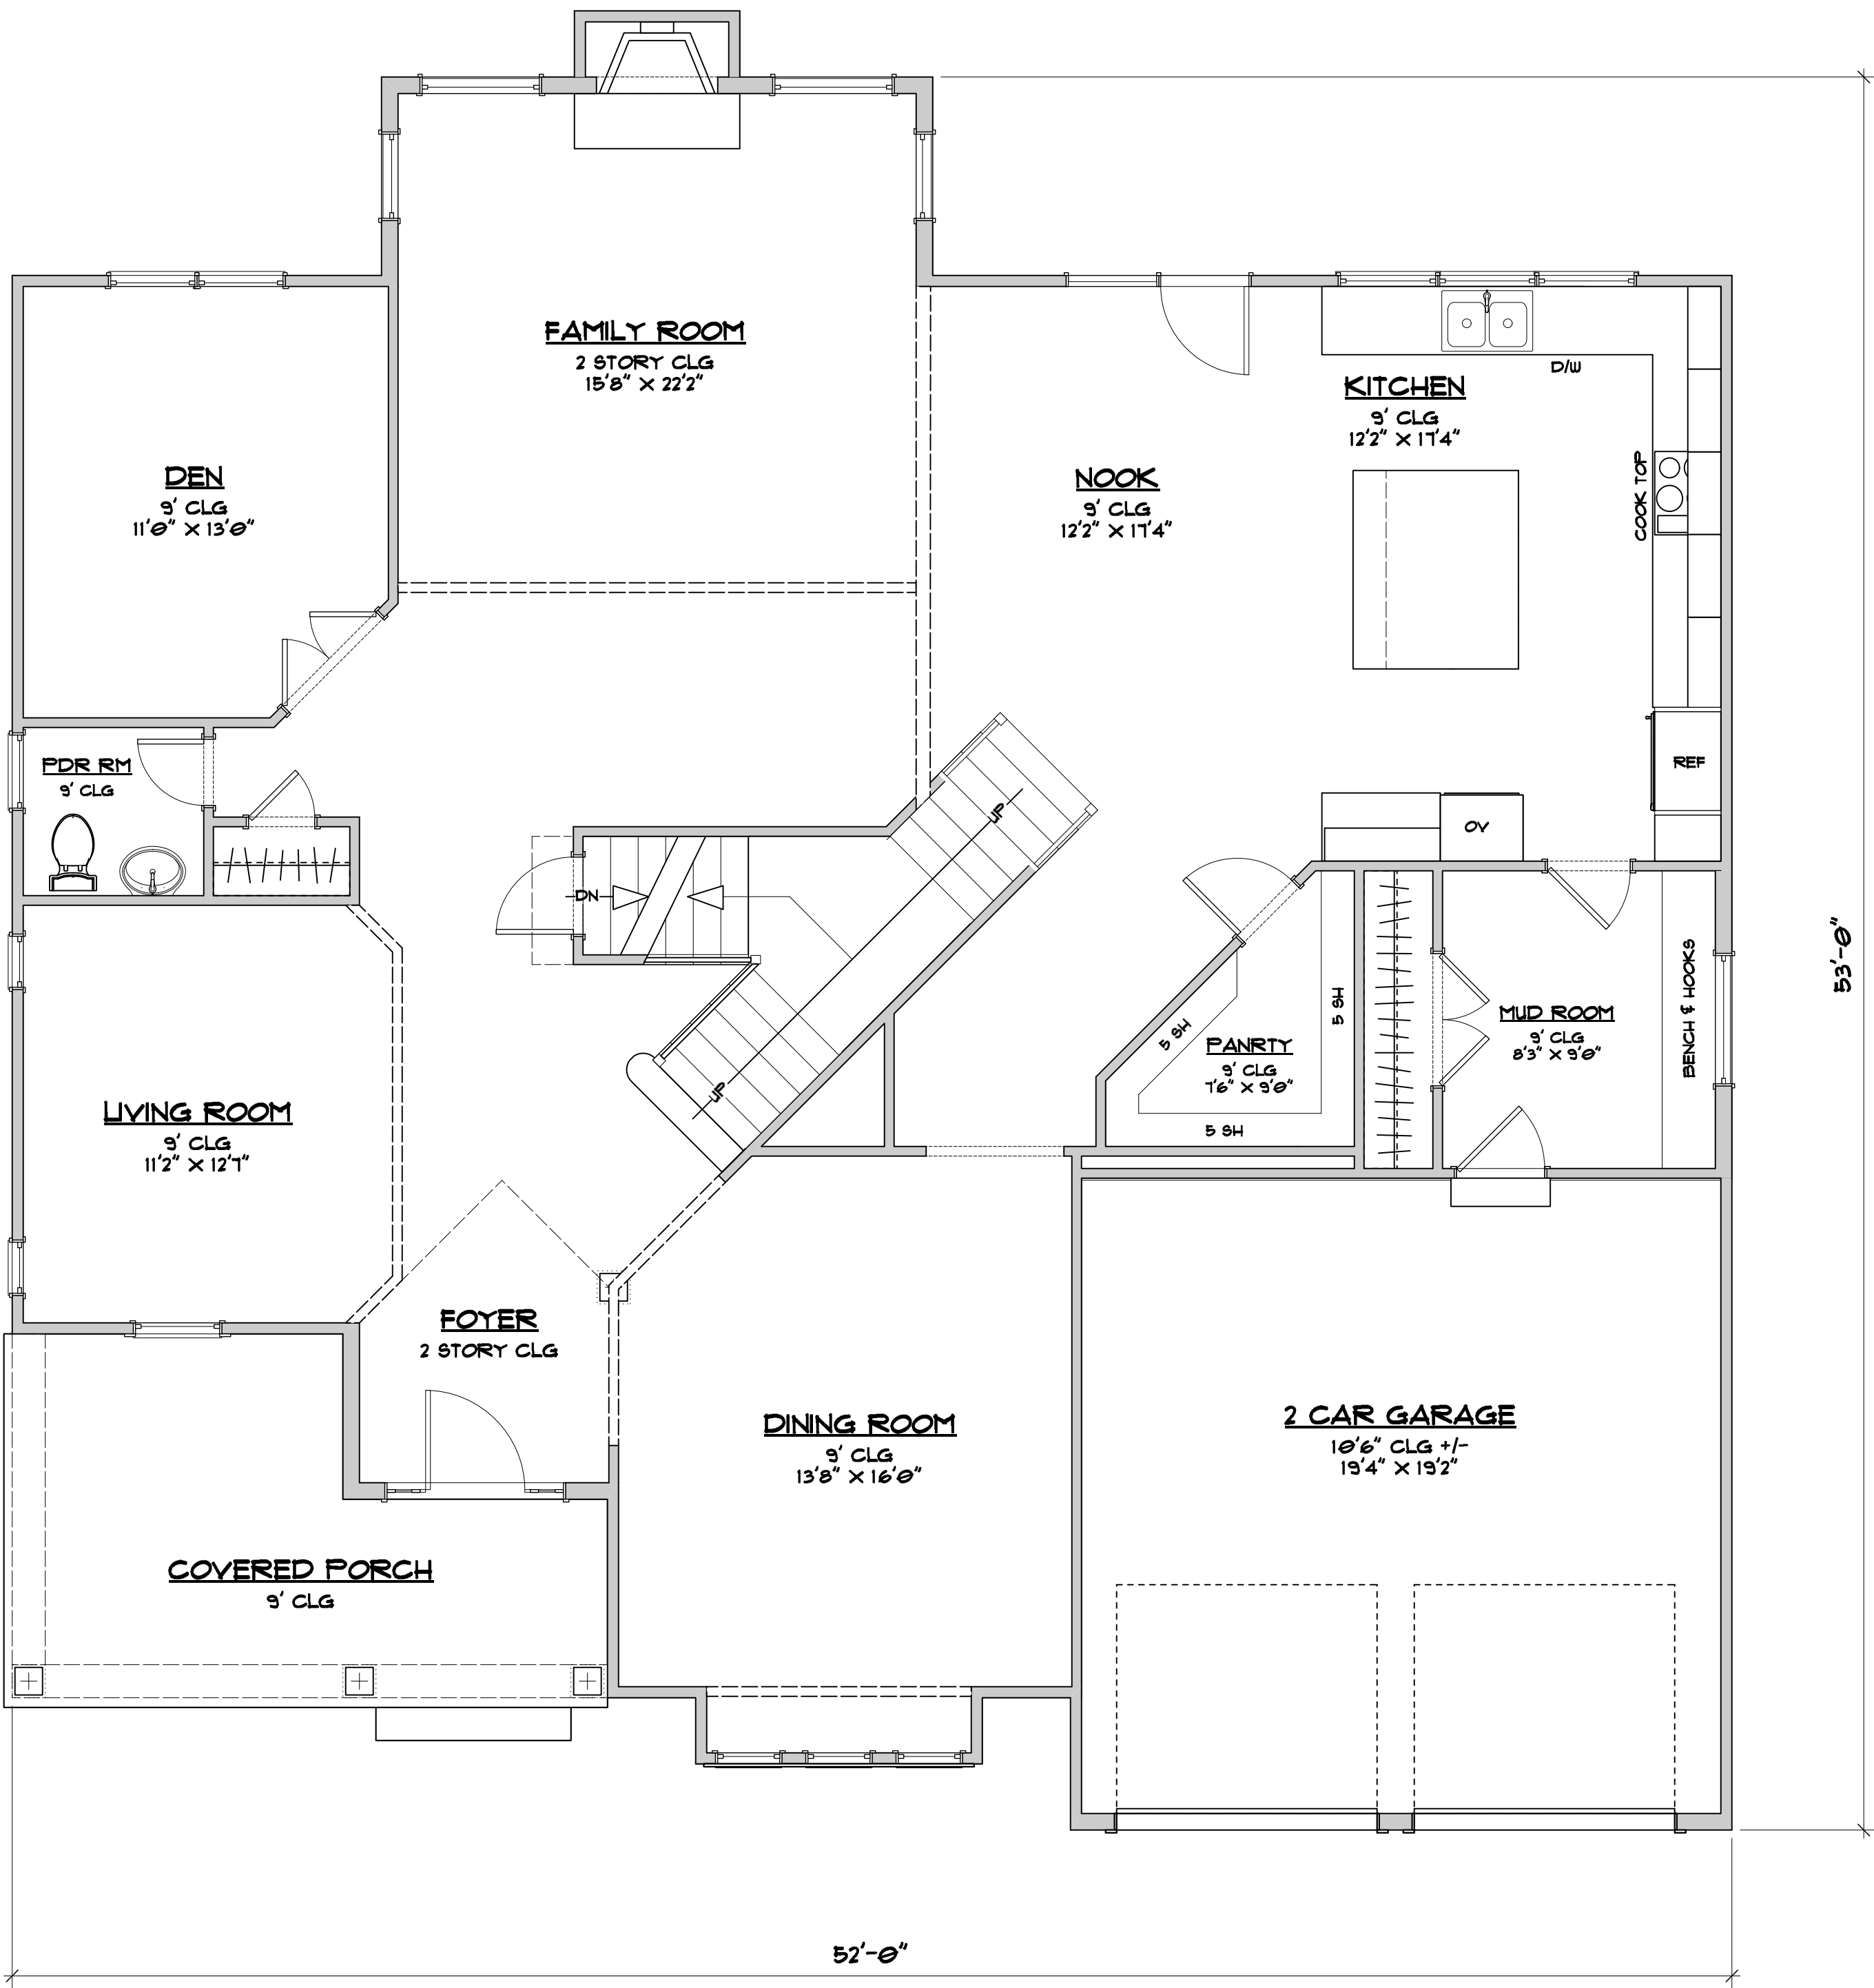 FAMILY ROOM
2 STORY CLG
15'8" X 22'2"
KITCHEN
9' CLG
12'2" X 17'4"
D/W
COOK TOP
NOOK
9' CLG
12'2" X 17'4"
DEN
9' CLG
11'0" X 13'0"
PDR RM
9' CLG
REF
OV
UP
DN
UP
5 SH
5 SH
5 SH
PANRTY
9' CLG
7'6" X 9'0"
MUD ROOM
9' CLG
8'3" X 9'0"
BENCH & HOOKS
53'-0"
LIVING ROOM
9' CLG
11'2" X 12'7"
FOYER
2 STORY CLG
DINING ROOM
9' CLG
13'8" X 16'0"
2 CAR GARAGE
10'6" CLG +/-
19'4" X 19'2"
COVERED PORCH
9' CLG
52'-0"